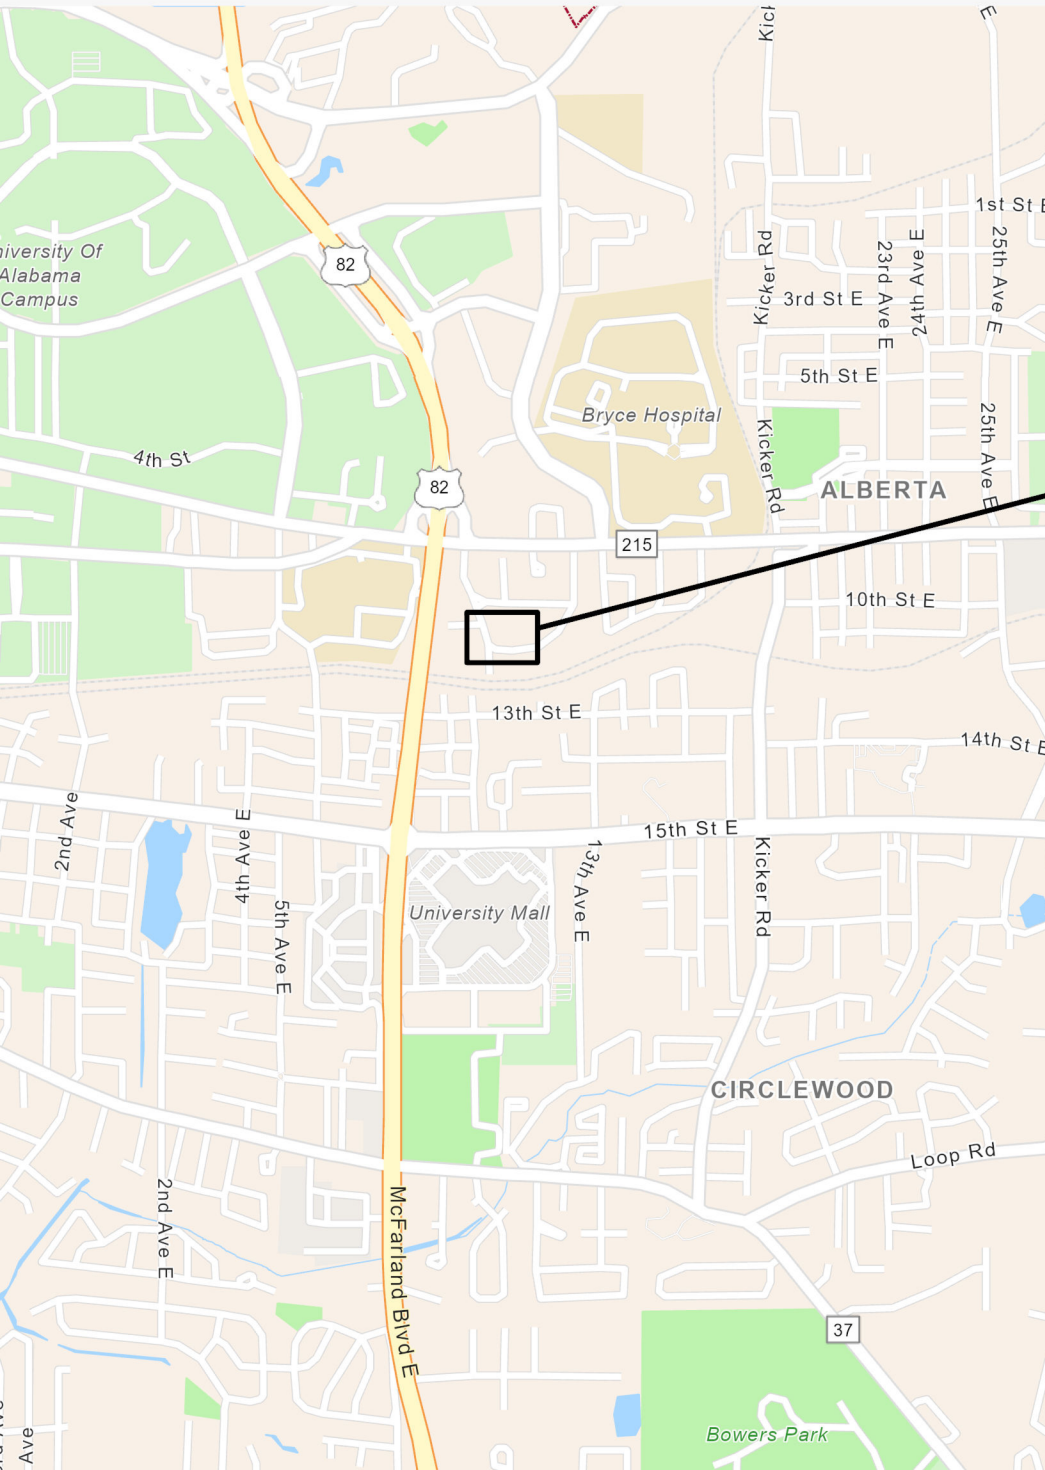 Kicker Rd
E
1st St E
niversity Of
Alabama
Campus
82
Kicker Rd
23rd Ave E
24th Ave E
25th Ave E
3rd St E
5th St E
Bryce Hospital
25th Ave E
Kicker Rd
4th St
82
ALBERTA
215
10th St E
13th St E
14th St E
2nd Ave
4th Ave E
15th St E
13th Ave E
Kicker Rd
5th Ave E
University Mall
CIRCLEWOOD
Loop Rd
2nd Ave E
McFarland Blvd E
37
Bowers Park
Ave